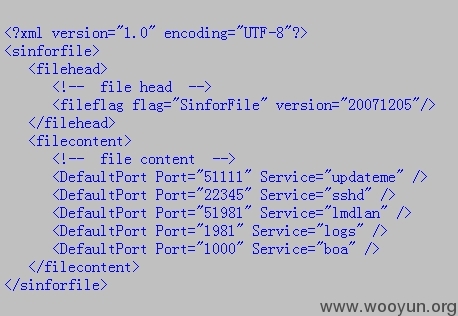 <?xml version="1.0" encoding="UTF-8"?>
<sinforfile>
<filehead>
<!-- file head -->
<fileflag flag="SinforFile" version="20071205"/>
</filehead>
<filecontent>
<!-- file content -->
<DefaultPort Port="51111" Service="updateme" />
<DefaultPort Port="22345" Service="sshd" />
<DefaultPort Port="51981" Service="lmdlan" />
<DefaultPort Port="1981" Service="logs" />
<DefaultPort Port="1000" Service="boa" />
</filecontent>
</sinforfile>
www.wooyun.org